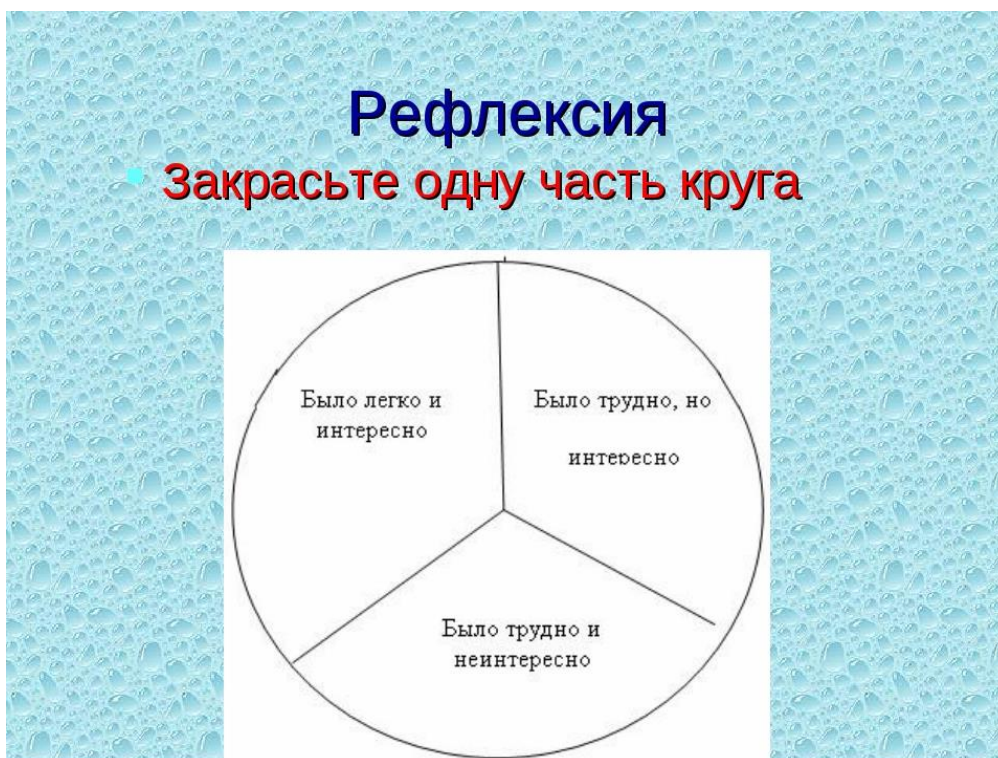 Рефлексия
Закрасьте одну часть круга
Было легко и
интересно
Было трудно, но
интересно
Было трудно и
неинтересно